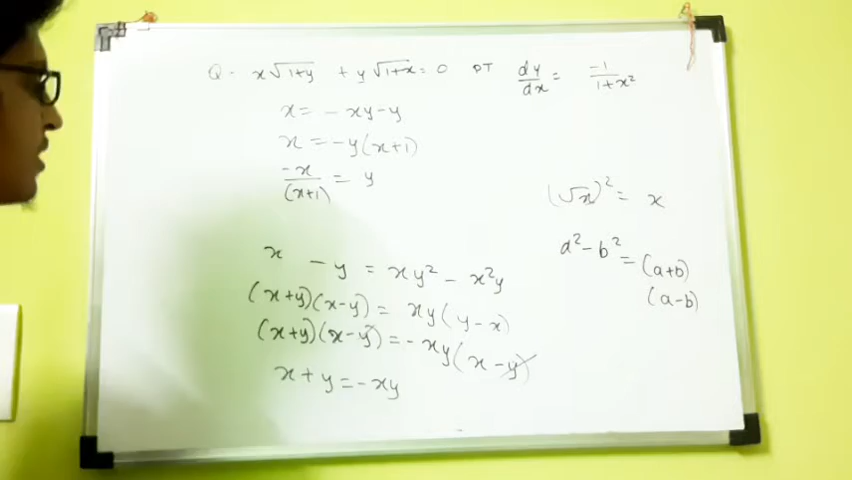 Q- x√1+y + y√1+x = 0 PT dy/dx = -1/1+x²
x = - xy-y
x = -y(x+1)
-x/(x+1) = y
(√x)² = x
a²-b² = (a+b)
(a-b)
x - y = xy² - x²y
(x+y)(x-y) = xy(y-x)
(x+y)(x-y) = - xy(x-y)
x+y = -xy